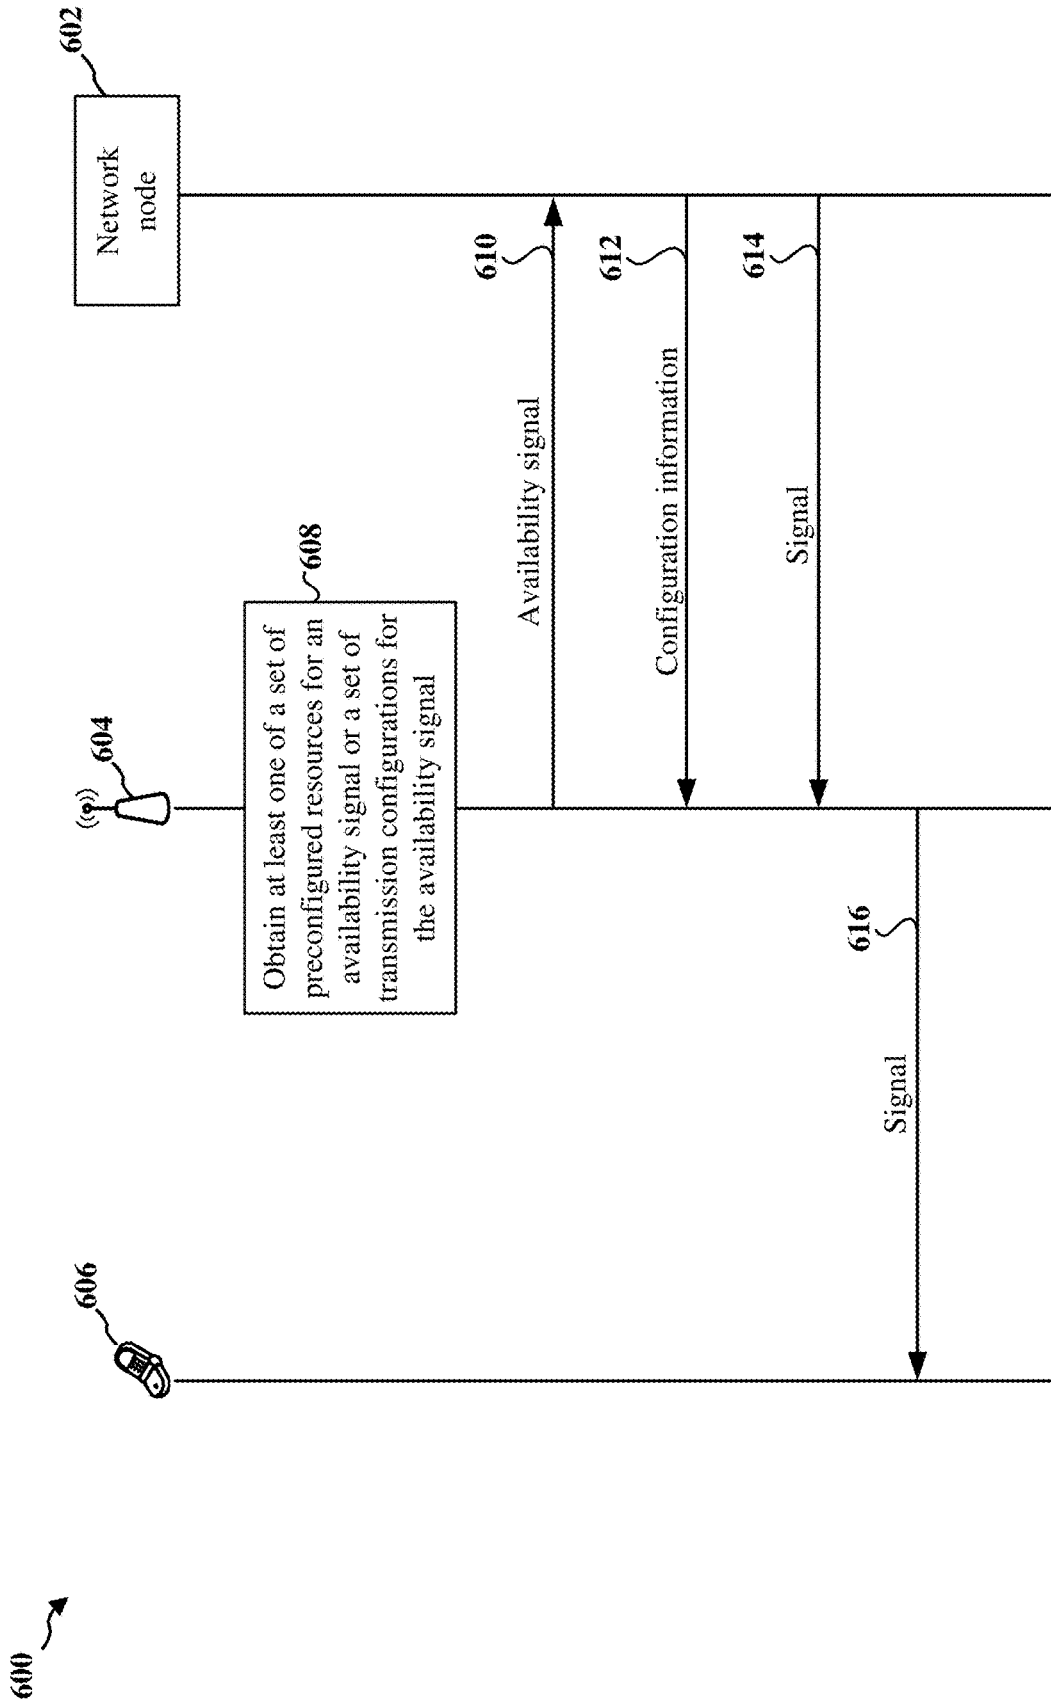 600
606
604
602
Network
node
608
Obtain at least one of a set of
preconfigured resources for an
availability signal or a set of
transmission configurations for
the availability signal
Availability signal
610
Configuration information
612
Signal
614
Signal
616